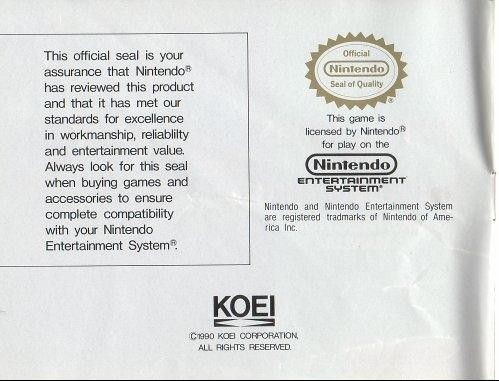 This official seal is your
assurance that Nintendo®
has reviewed this product
and that it has met our
standards for excellence
in workmanship, reliablilty
and entertainment value.
Always look for this seal
when buying games and
accessories to ensure
complete compatibility
with your Nintendo
Entertainment System®.
Official
Nintendo
Seal of Quality
®
This game is
licensed by Nintendo®
for play on the
Nintendo
ENTERTAINMENT
SYSTEM®
Nintendo and Nintendo Entertainment System
are registered tradmarks of Nintendo of Ame-
rica Inc.
KOEI
©1990 KOEI CORPORATION,
ALL RIGHTS RESERVED.